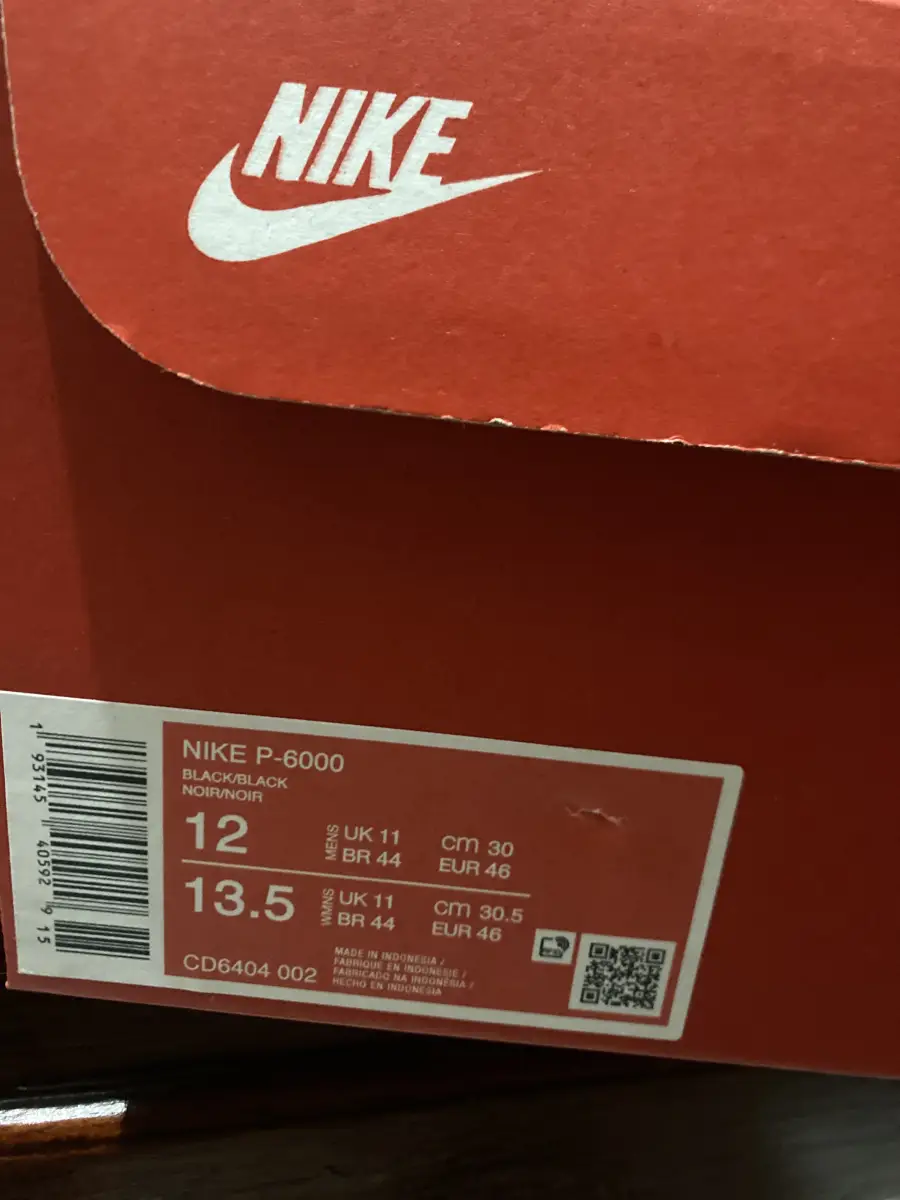 NIKE
NIKE P-6000
BLACK/BLACK
NOIR/NOIR
12
MENS
UK 11
BR 44
cm 30
EUR 46
13.5
WMNS
UK 11
BR 44
cm 30.5
EUR 46
CD6404 002
MADE IN INDONESIA /
FABRIQUE EN INDONESIE /
FABRICADO NA INDONÉSIA /
HECHO EN INDONESIA
1 93145 40592 9 15